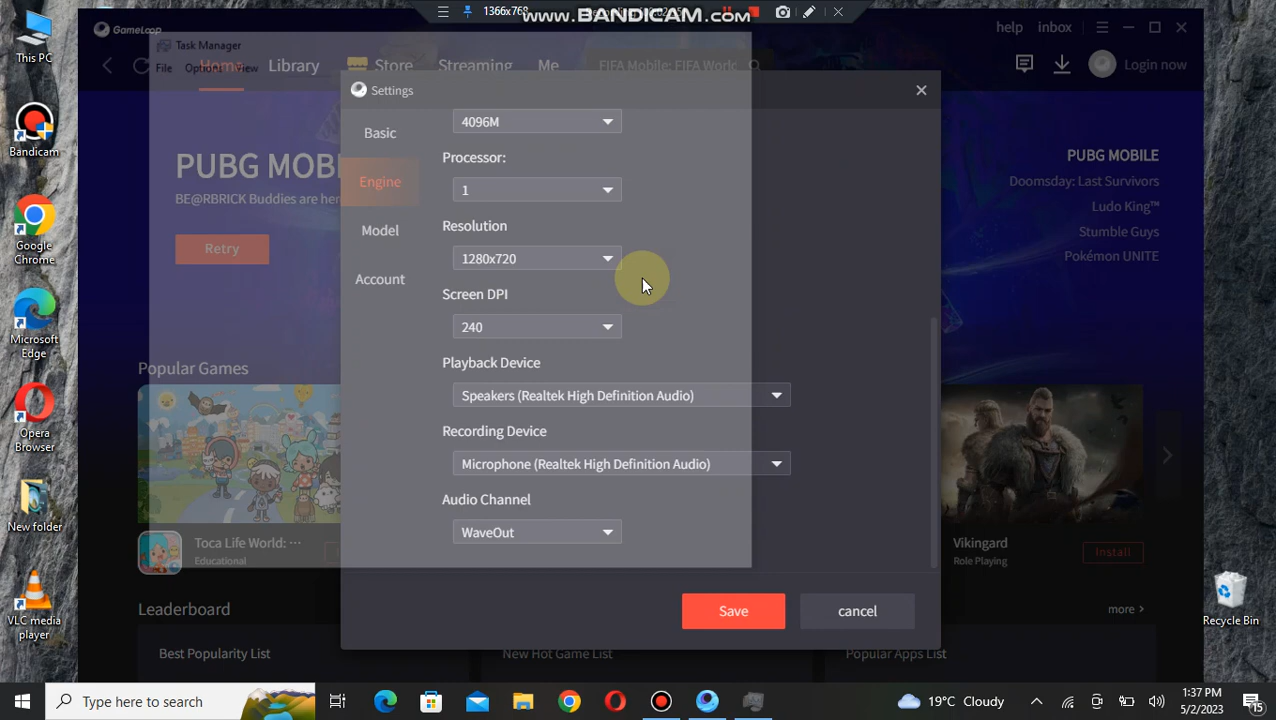 1366x768
www.BANDICAM.com
This PC
Bandicam
Google
Chrome
Microsoft
Edge
Opera
Browser
New folder
VLC media
player
Recycle Bin
GameLoop
help
inbox
Task Manager
File
Options
View
Home
Library
Store
Streaming
Me
FIFA Mobile: FIFA World
Login now
PUBG MOBI
BE@RBRICK Buddies are her
Retry
PUBG MOBILE
Doomsday: Last Survivors
Ludo King™
Stumble Guys
Pokémon UNITE
Settings
Basic
Engine
Model
Account
4096M
Processor:
1
Resolution
1280x720
Screen DPI
240
Playback Device
Speakers (Realtek High Definition Audio)
Recording Device
Microphone (Realtek High Definition Audio)
Audio Channel
WaveOut
Save
cancel
Popular Games
Toca Life World: ···
Educational
Vikingard
Role Playing
Install
Leaderboard
more >
Best Popularity List
New Hot Game List
Popular Apps List
Type here to search
19°C Cloudy
1:37 PM
5/2/2023
15